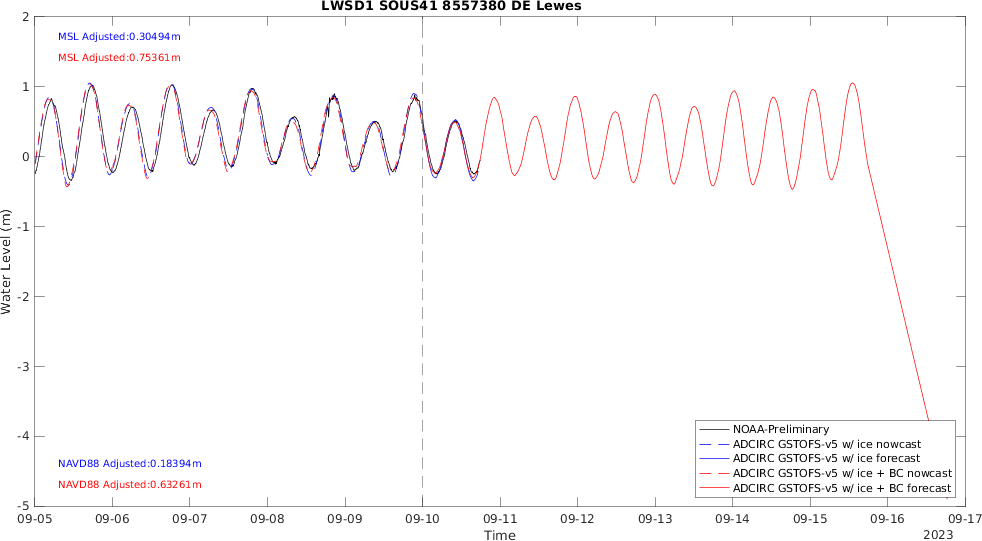 LWSD1 SOUS41 8557380 DE Lewes
MSL Adjusted:0.30494m
MSL Adjusted:0.75361m
Water Level (m)
2
1
0
-1
-2
-3
-4
-5
NAVD88 Adjusted:0.18394m
NAVD88 Adjusted:0.63261m
NOAA-Preliminary
ADCIRC GSTOFS-v5 w/ ice nowcast
ADCIRC GSTOFS-v5 w/ ice forecast
ADCIRC GSTOFS-v5 w/ ice + BC nowcast
ADCIRC GSTOFS-v5 w/ ice + BC forecast
09-05 09-06 09-07 09-08 09-09 09-10 09-11 09-12 09-13 09-14 09-15 09-16 09-17
Time
2023